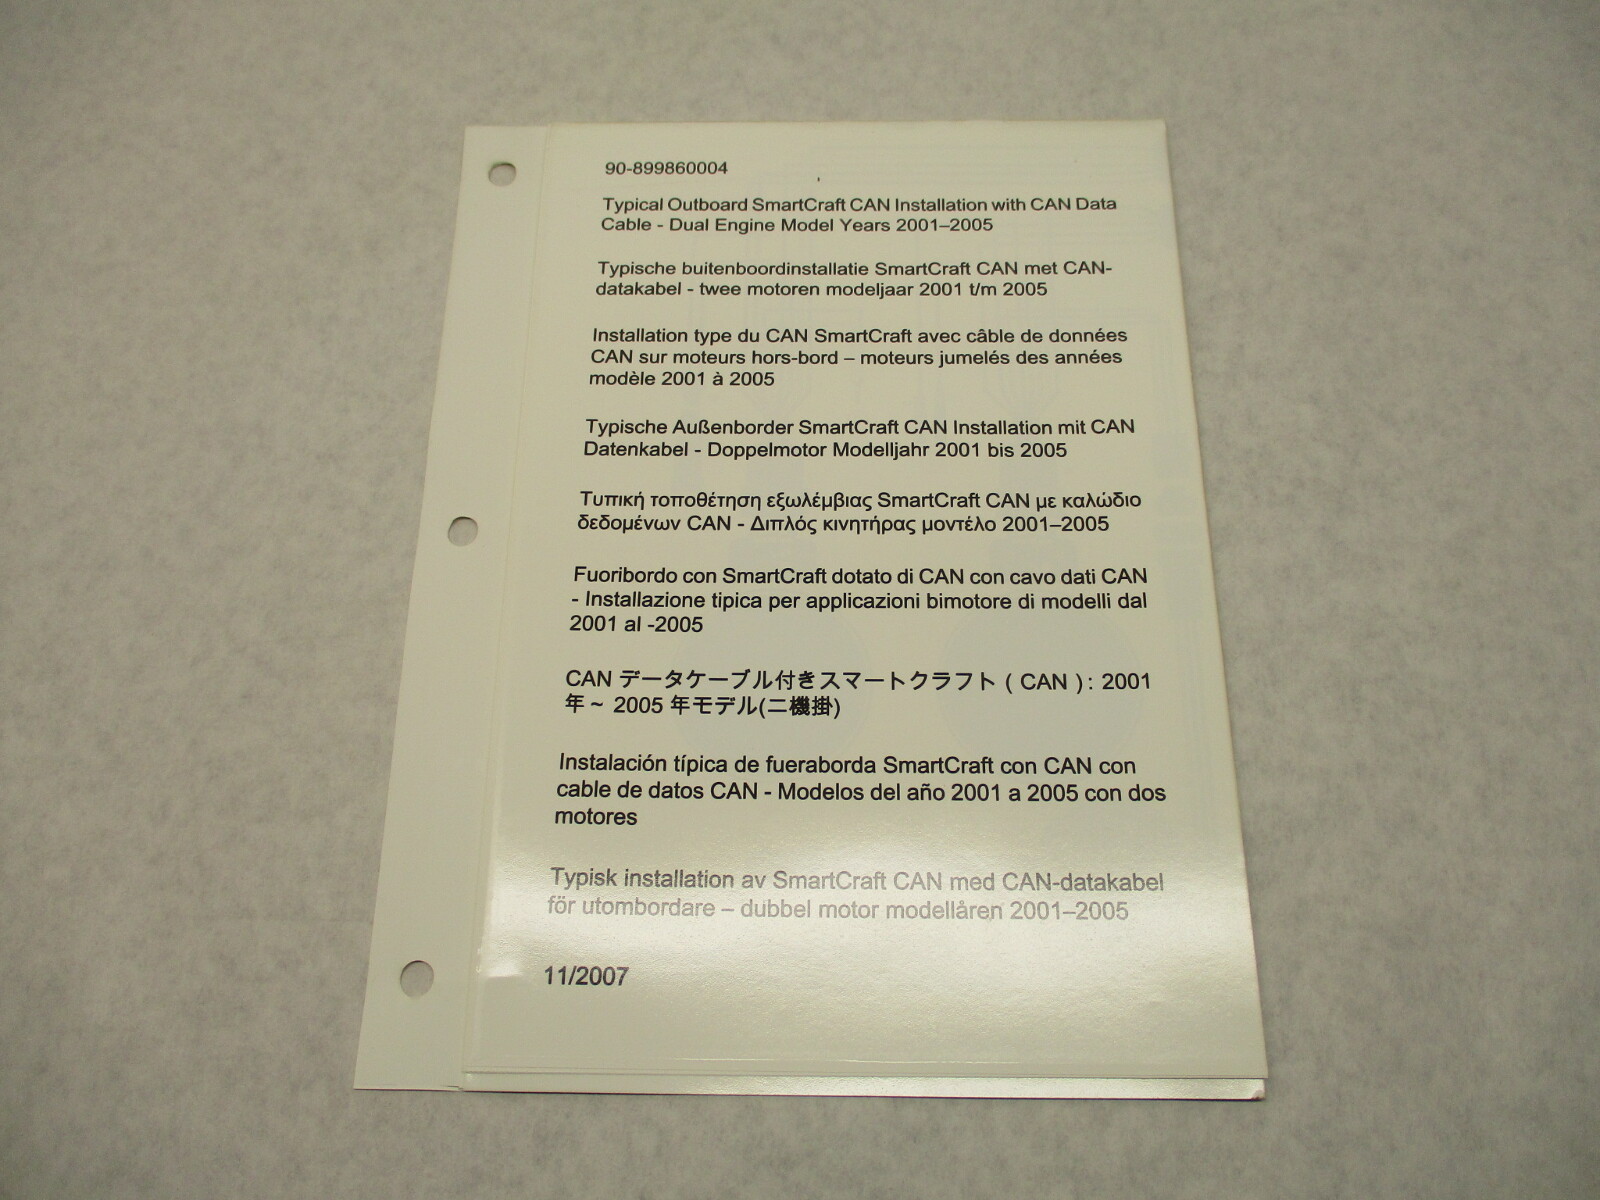 90-899860004
Typical Outboard SmartCraft CAN Installation with CAN Data
Cable - Dual Engine Model Years 2001–2005
Typische buitenboordinstallatie SmartCraft CAN met CAN-
datakabel - twee motoren modeljaar 2001 t/m 2005
Installation type du CAN SmartCraft avec câble de données
CAN sur moteurs hors-bord – moteurs jumelés des années
modèle 2001 à 2005
Typische Außenborder SmartCraft CAN Installation mit CAN
Datenkabel - Doppelmotor Modelljahr 2001 bis 2005
Τυπική τοποθέτηση εξωλέμβιας SmartCraft CAN με καλώδιο
δεδομένων CAN - Διπλός κινητήρας μοντέλο 2001–2005
Fuoribordo con SmartCraft dotato di CAN con cavo dati CAN
- Installazione tipica per applicazioni bimotore di modelli dal
2001 al -2005
CAN データケーブル付きスマートクラフト ( CAN ): 2001
年 ~ 2005 年モデル(二機掛)
Instalación típica de fueraborda SmartCraft con CAN con
cable de datos CAN - Modelos del año 2001 a 2005 con dos
motores
Typisk installation av SmartCraft CAN med CAN-datakabel
för utombordare – dubbel motor modellåren 2001–2005
11/2007